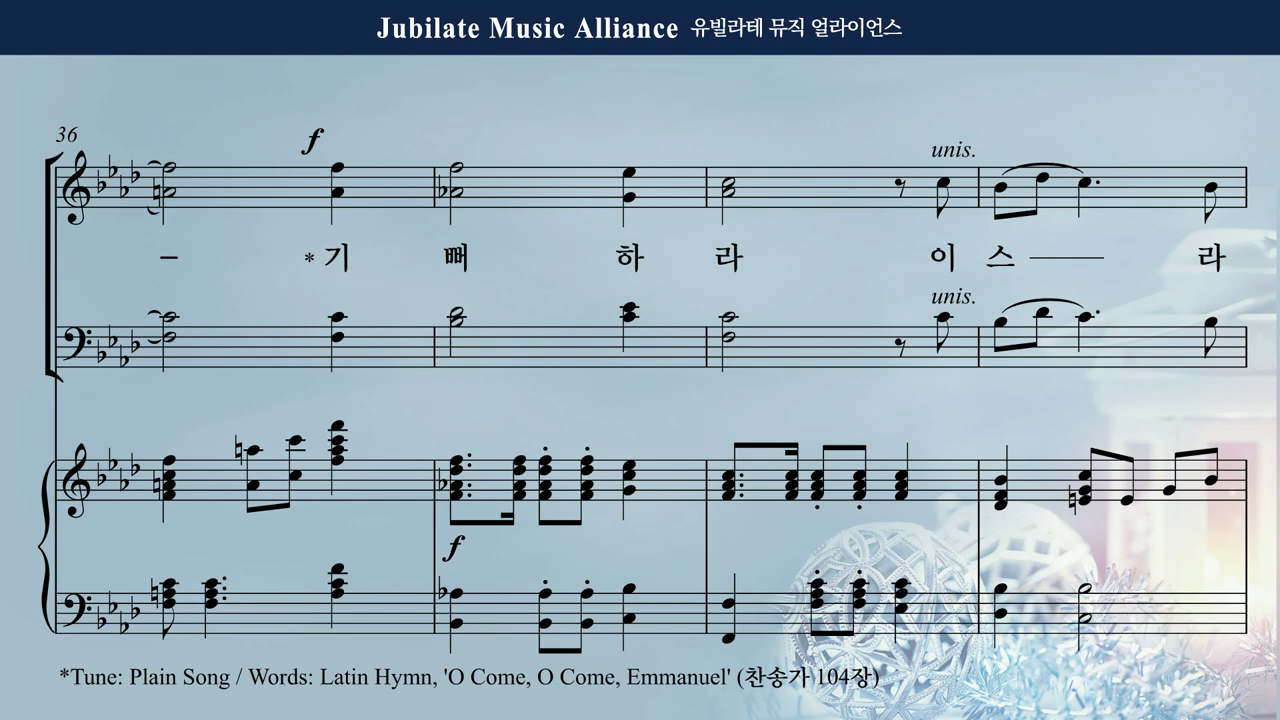 Jubilate Music Alliance 유빌라테 뮤직 얼라이언스
36
f
unis.
– *기 뻐 하 라 이 스 라
unis.
f
*Tune: Plain Song / Words: Latin Hymn, 'O Come, O Come, Emmanuel' (찬송가 104장)